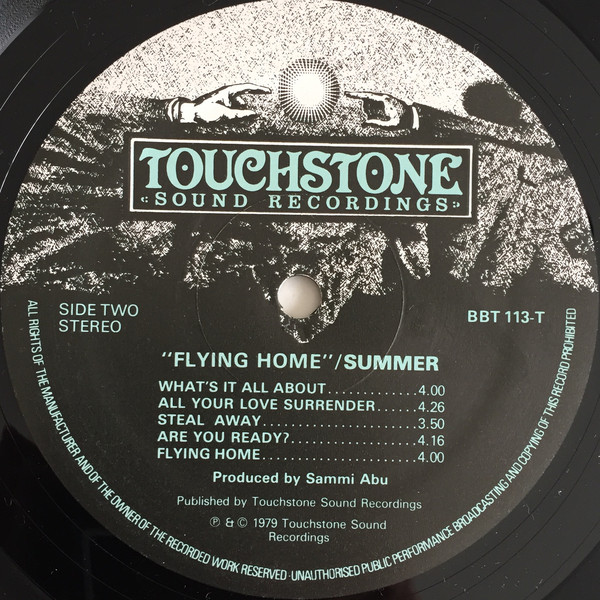 TOUCHSTONE
SOUND RECORDINGS
SIDE TWO
STEREO
BBT 113-T
"FLYING HOME"/SUMMER
WHAT'S IT ALL ABOUT.............4.00
ALL YOUR LOVE SURRENDER......4.26
STEAL AWAY......................3.50
ARE YOU READY?..................4.16
FLYING HOME......................4.00
Produced by Sammi Abu
Published by Touchstone Sound Recordings
℗ & © 1979 Touchstone Sound
Recordings
ALL RIGHTS OF THE MANUFACTURER AND OF THE OWNER OF THE RECORDED WORK RESERVED · UNAUTHORISED PUBLIC PERFORMANCE BROADCASTING AND COPYING OF THIS RECORD PROHIBITED